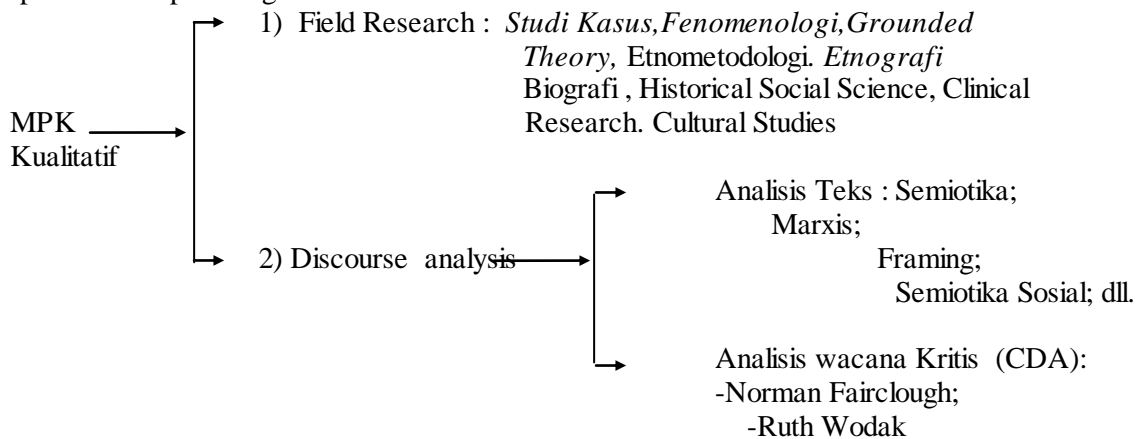 1) Field Research : Studi Kasus,Fenomenologi,Grounded
Theory, Etnometodologi. Etnografi
Biografi , Historical Social Science, Clinical
Research. Cultural Studies
MPK
Kualitatif
2) Discourse analysis
Analisis Teks : Semiotika;
Marxis;
Framing;
Semiotika Sosial; dll.
Analisis wacana Kritis (CDA):
-Norman Fairclough;
-Ruth Wodak